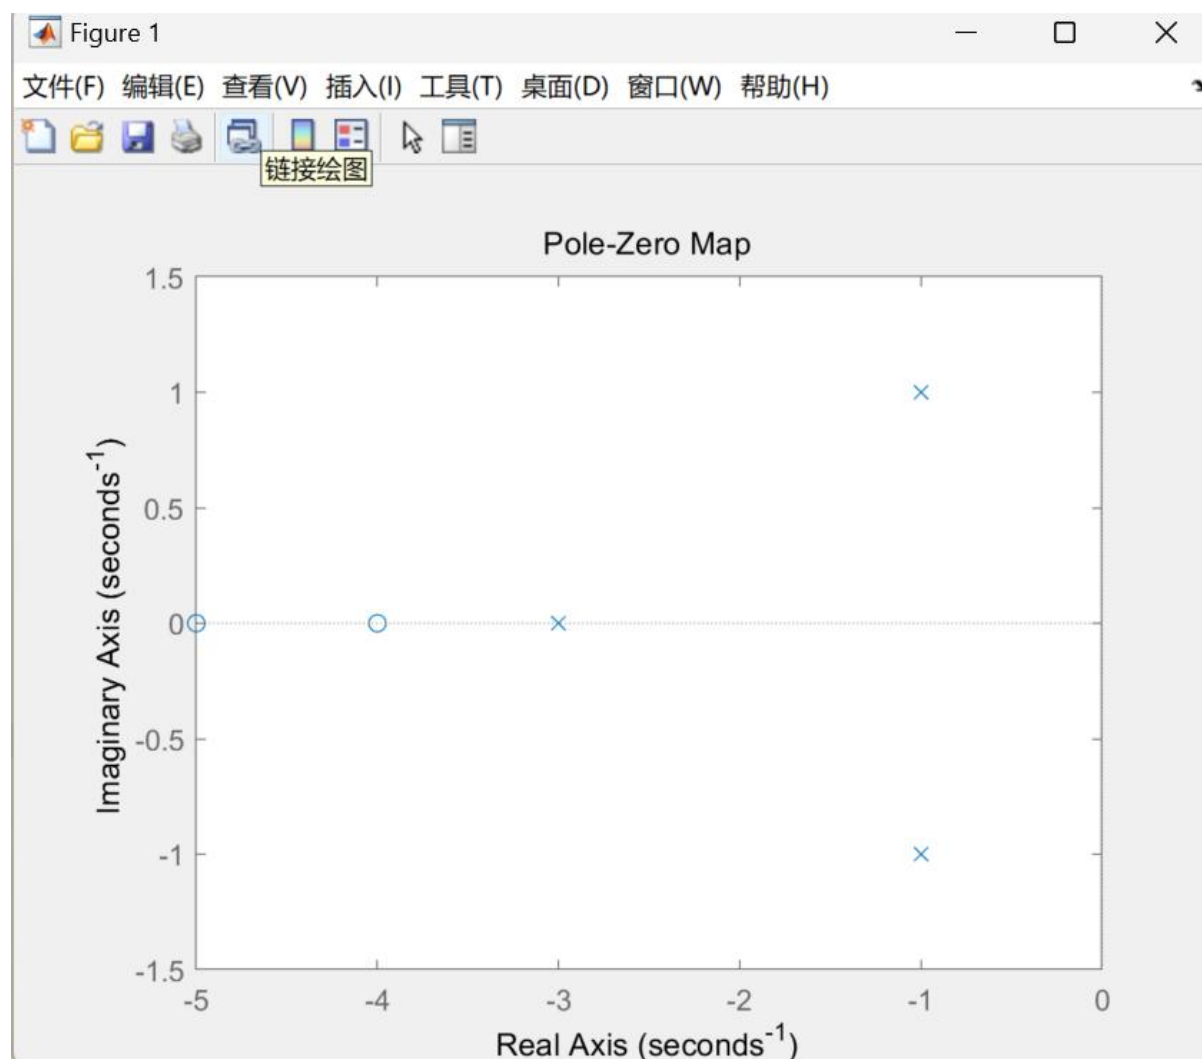 Figure 1
文件(F) 编辑(E) 查看(V) 插入(I) 工具(T) 桌面(D) 窗口(W) 帮助(H)
链接绘图
Pole-Zero Map
1.5
1
0.5
0
-0.5
-1
-1.5
Imaginary Axis (seconds⁻¹)
-5 -4 -3 -2 -1 0
Real Axis (seconds⁻¹)